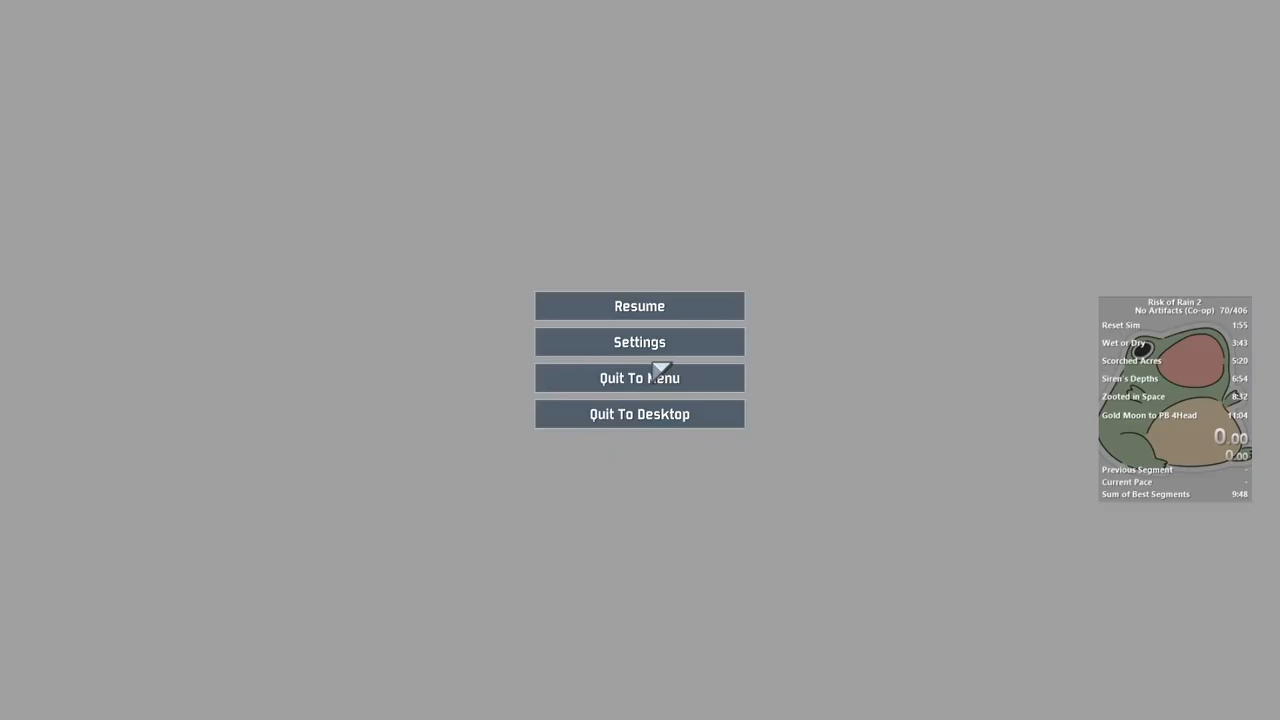 Resume
Settings
Quit To Menu
Quit To Desktop
Risk of Rain 2
No Artifacts (Co-op) 70/406
Reset Sim 1:55
Wet or Dry 3:43
Scorched Acres 5:20
Siren's Depths 6:54
Zooted in Space 8:32
Gold Moon to PB 4Head 11:04
0.00
0.00
Previous Segment -
Current Pace -
Sum of Best Segments 9:48